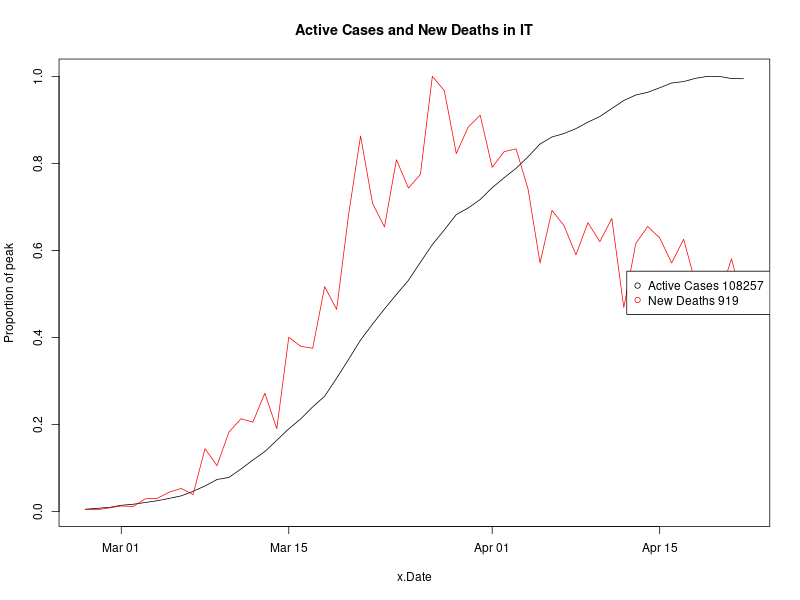 Active Cases and New Deaths in IT
Proportion of peak
1.0
0.8
0.6
0.4
0.2
0.0
Active Cases 108257
New Deaths 919
Mar 01
Mar 15
Apr 01
Apr 15
x.Date